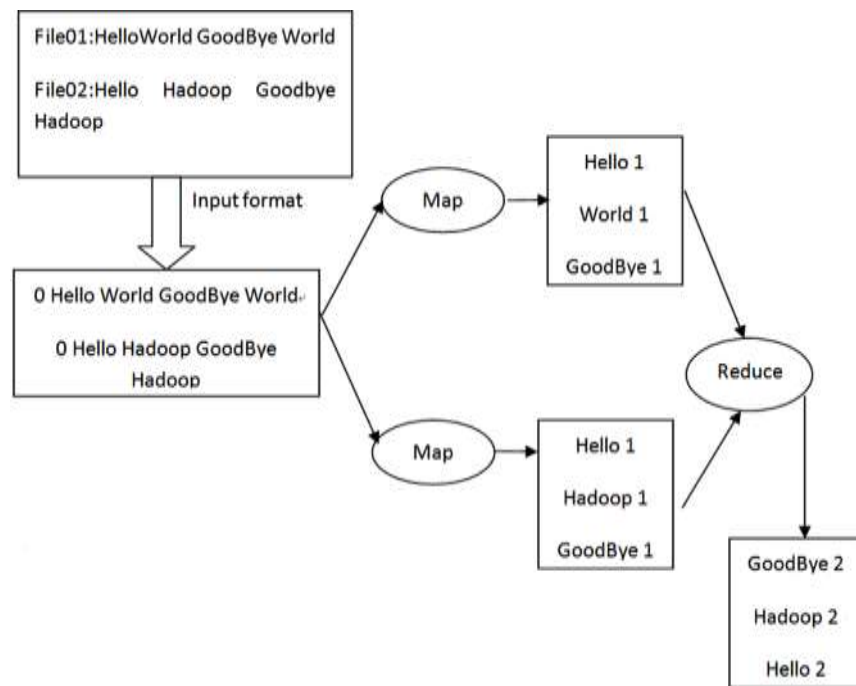 File01:HelloWorld GoodBye World
File02:Hello Hadoop Goodbye
Hadoop
Input format
0 Hello World GoodBye World
0 Hello Hadoop GoodBye
Hadoop
Map
Hello 1
World 1
GoodBye 1
Map
Hello 1
Hadoop 1
GoodBye 1
Reduce
GoodBye 2
Hadoop 2
Hello 2